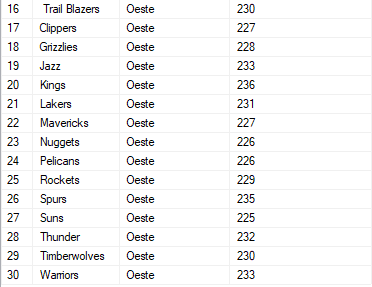 16 Trail Blazers Oeste 230
17 Clippers Oeste 227
18 Grizzlies Oeste 228
19 Jazz Oeste 233
20 Kings Oeste 236
21 Lakers Oeste 231
22 Mavericks Oeste 227
23 Nuggets Oeste 226
24 Pelicans Oeste 226
25 Rockets Oeste 229
26 Spurs Oeste 235
27 Suns Oeste 225
28 Thunder Oeste 232
29 Timberwolves Oeste 230
30 Warriors Oeste 233